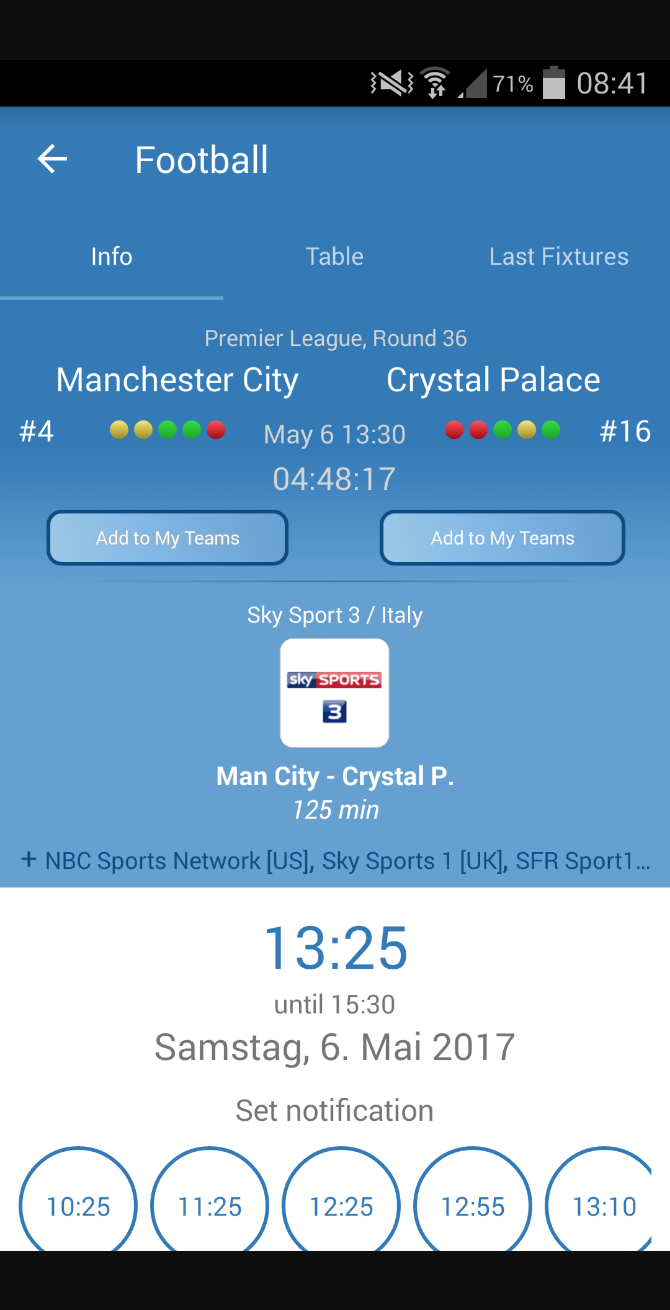 71% 08:41
Football
Info Table Last Fixtures
Premier League, Round 36
Manchester City Crystal Palace
#4 May 6 13:30 #16
04:48:17
Add to My Teams Add to My Teams
Sky Sport 3 / Italy
sky SPORTS
3
Man City - Crystal P.
125 min
+ NBC Sports Network [US], Sky Sports 1 [UK], SFR Sport1...
13:25
until 15:30
Samstag, 6. Mai 2017
Set notification
10:25 11:25 12:25 12:55 13:10